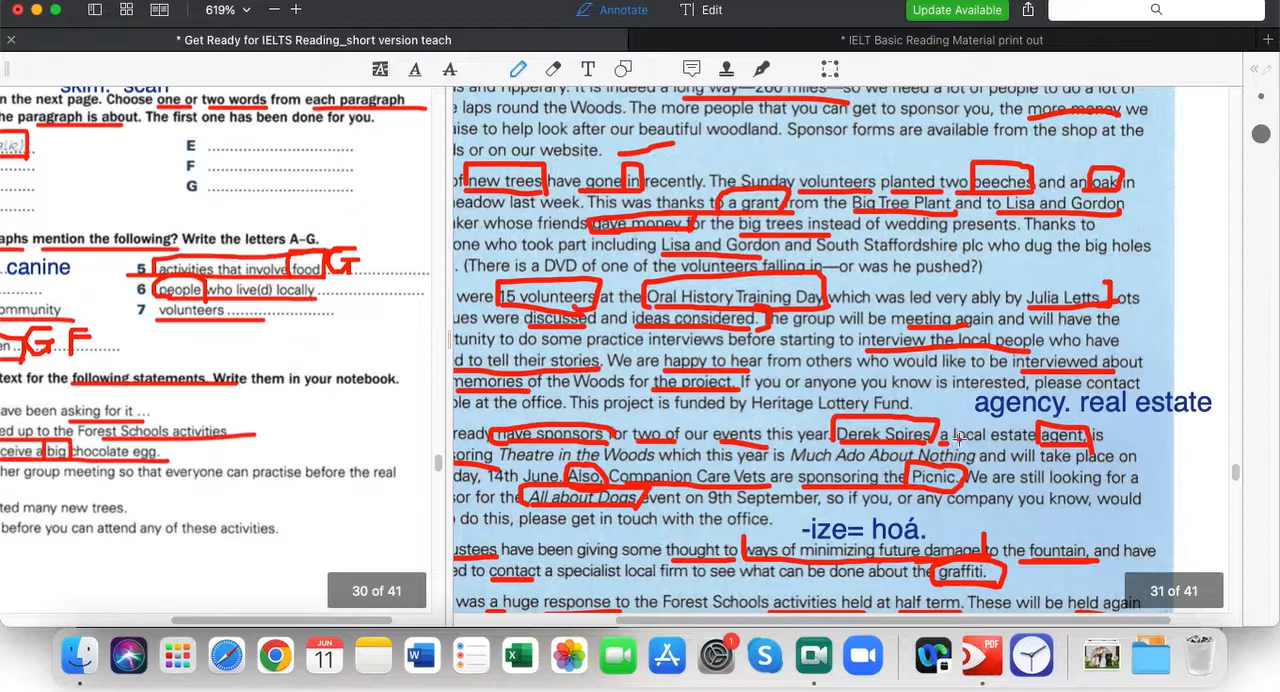 619%
Annotate
Edit
Update Available
* Get Ready for IELTS Reading_short version teach
* IELT Basic Reading Material print out
skim. scan
n the next page. Choose one or two words from each paragraph
he paragraph is about. The first one has been done for you.
E
F
G
aphs mention the following? Write the letters A–G.
canine
5 activities that involve food G
6 people who live(d) locally
ommunity
7 volunteers
en G F
text for the following statements. Write them in your notebook.
ave been asking for it ...
ed up to the Forest Schools activities
ceive a big chocolate egg.
her group meeting so that everyone can practise before the real
ted many new trees.
before you can attend any of these activities.
30 of 41
s and Tipperary. It is indeed a long way—260 miles—so we need a lot of people to do a lot of
e laps round the Woods. The more people that you can get to sponsor you, the more money we
aise to help look after our beautiful woodland. Sponsor forms are available from the shop at the
ds or on our website.
of new trees have gone in recently. The Sunday volunteers planted two beeches and an oak in
meadow last week. This was thanks to a grant from the Big Tree Plant and to Lisa and Gordon
ker whose friends gave money for the big trees instead of wedding presents. Thanks to
one who took part including Lisa and Gordon and South Staffordshire plc who dug the big holes
. (There is a DVD of one of the volunteers falling in—or was he pushed?)
were 15 volunteers at the Oral History Training Day which was led very ably by Julia Letts. Lots
ues were discussed and ideas considered. The group will be meeting again and will have the
tunity to do some practice interviews before starting to interview the local people who have
d to tell their stories. We are happy to hear from others who would like to be interviewed about
memories of the Woods for the project. If you or anyone you know is interested, please contact
ple at the office. This project is funded by Heritage Lottery Fund.
agency. real estate
ready have sponsors for two of our events this year. Derek Spires, a local estate agent, is
soring Theatre in the Woods which this year is Much Ado About Nothing and will take place on
day, 14th June. Also, Companion Care Vets are sponsoring the Picnic. We are still looking for a
sor for the All about Dogs event on 9th September, so if you, or any company you know, would
o do this, please get in touch with the office.
-ize= hoá.
ustees have been giving some thought to ways of minimizing future damage to the fountain, and have
ed to contact a specialist local firm to see what can be done about the graffiti.
was a huge response to the Forest Schools activities held at half term. These will be held again
31 of 41
JUN
11
1
PDF